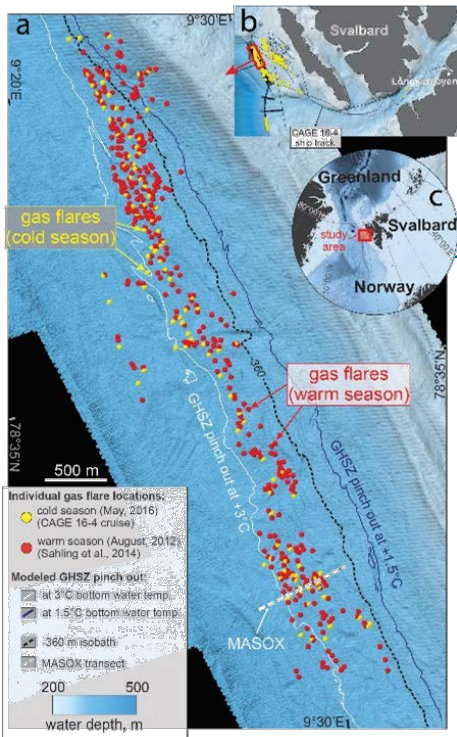 a
9°30'E
9°20'E
gas flares
(cold season)
gas flares
(warm season)
-360
GHSZ pinch out at +3°C
GHSZ pinch out at +1.5°C
78°35'N
78°35'N
500 m
MASOX
9°30'E
b
Svalbard
CAGE 16-4
ship track
c
Greenland
Svalbard
study
area
Norway
Individual gas flare locations:
cold season (May, 2016)
(CAGE 16-4 cruise)
warm season (August, 2012)
(Sahling et al., 2014)
Modeled GHSZ pinch out:
at 3°C bottom water temp.
at 1.5°C bottom water temp.
-360 m isobath
MASOX transect
200
500
water depth, m